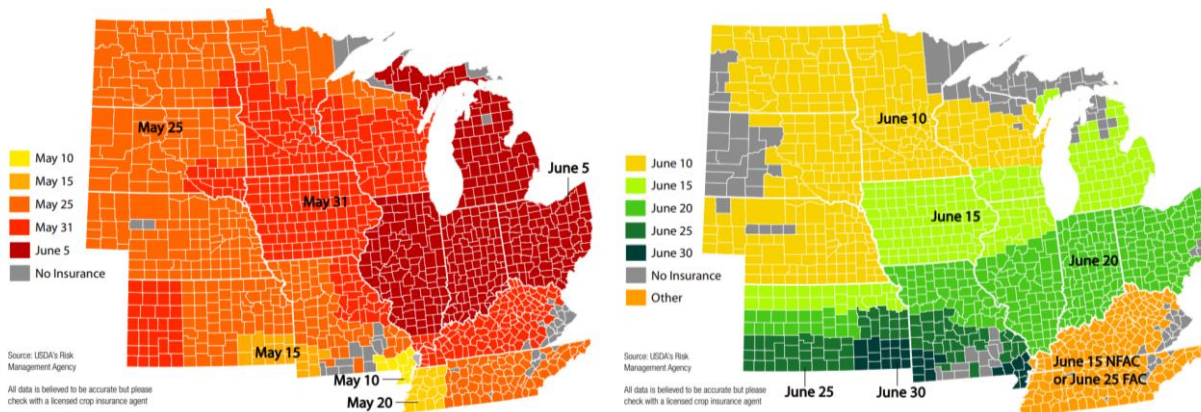 May 25
May 10
May 15
May 25
May 31
June 5
No Insurance
June 5
May 31
May 15
May 10
May 20
Source: USDA's Risk
Management Agency
All data is believed to be accurate but please
check with a licensed crop insurance agent
June 10
June 10
June 15
June 20
June 25
June 30
No Insurance
Other
June 15
June 20
June 15 NFAC
or June 25 FAC
June 25
June 30
Source: USDA's Risk
Management Agency
All data is believed to be accurate but please
check with a licensed crop insurance agent